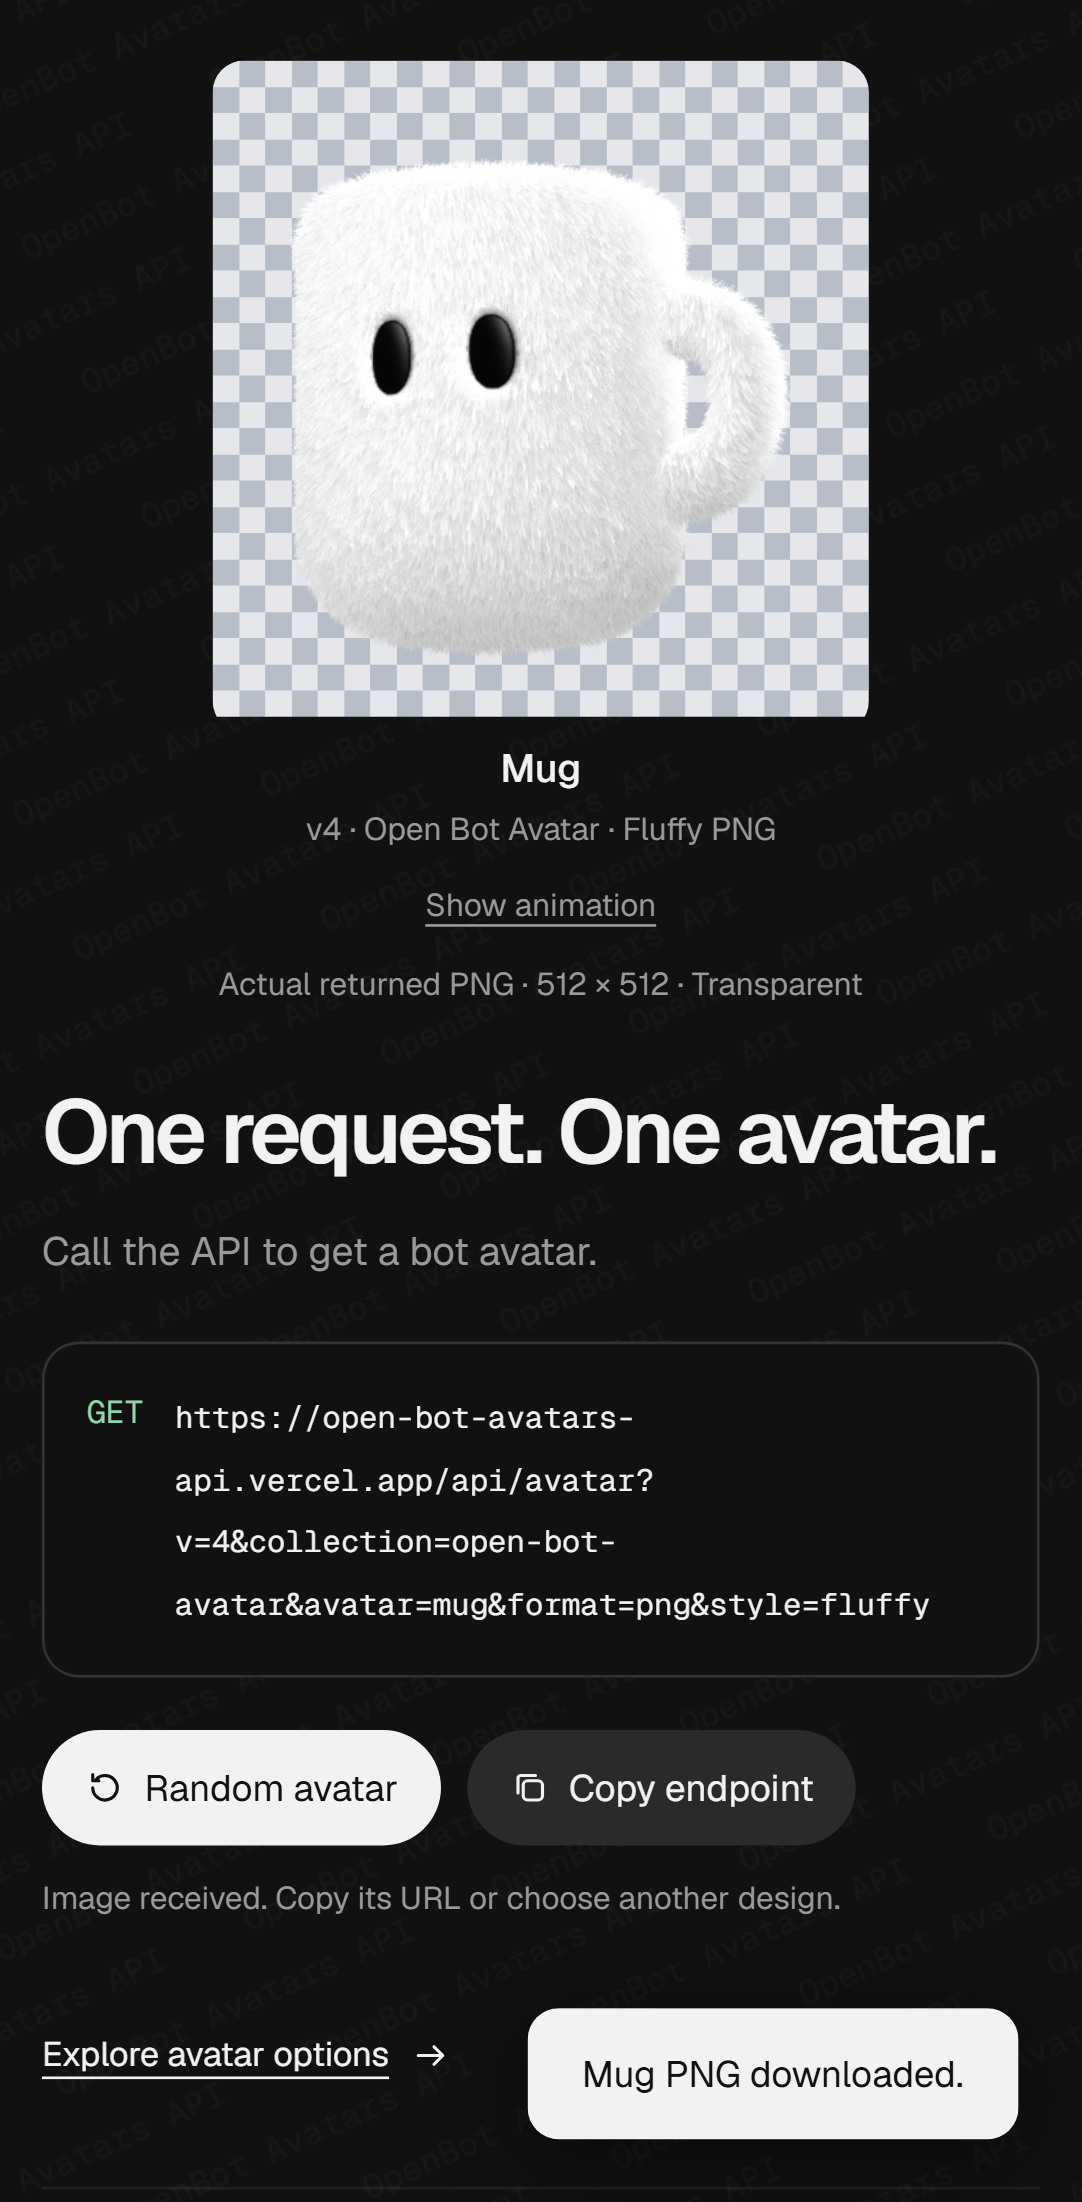 Mug
v4 · Open Bot Avatar · Fluffy PNG
Show animation
Actual returned PNG · 512 × 512 · Transparent
One request. One avatar.
Call the API to get a bot avatar.
GET https://open-bot-avatars-
api.vercel.app/api/avatar?
v=4&collection=open-bot-
avatar&avatar=mug&format=png&style=fluffy
Random avatar Copy endpoint
Image received. Copy its URL or choose another design.
Explore avatar options →
Mug PNG downloaded.